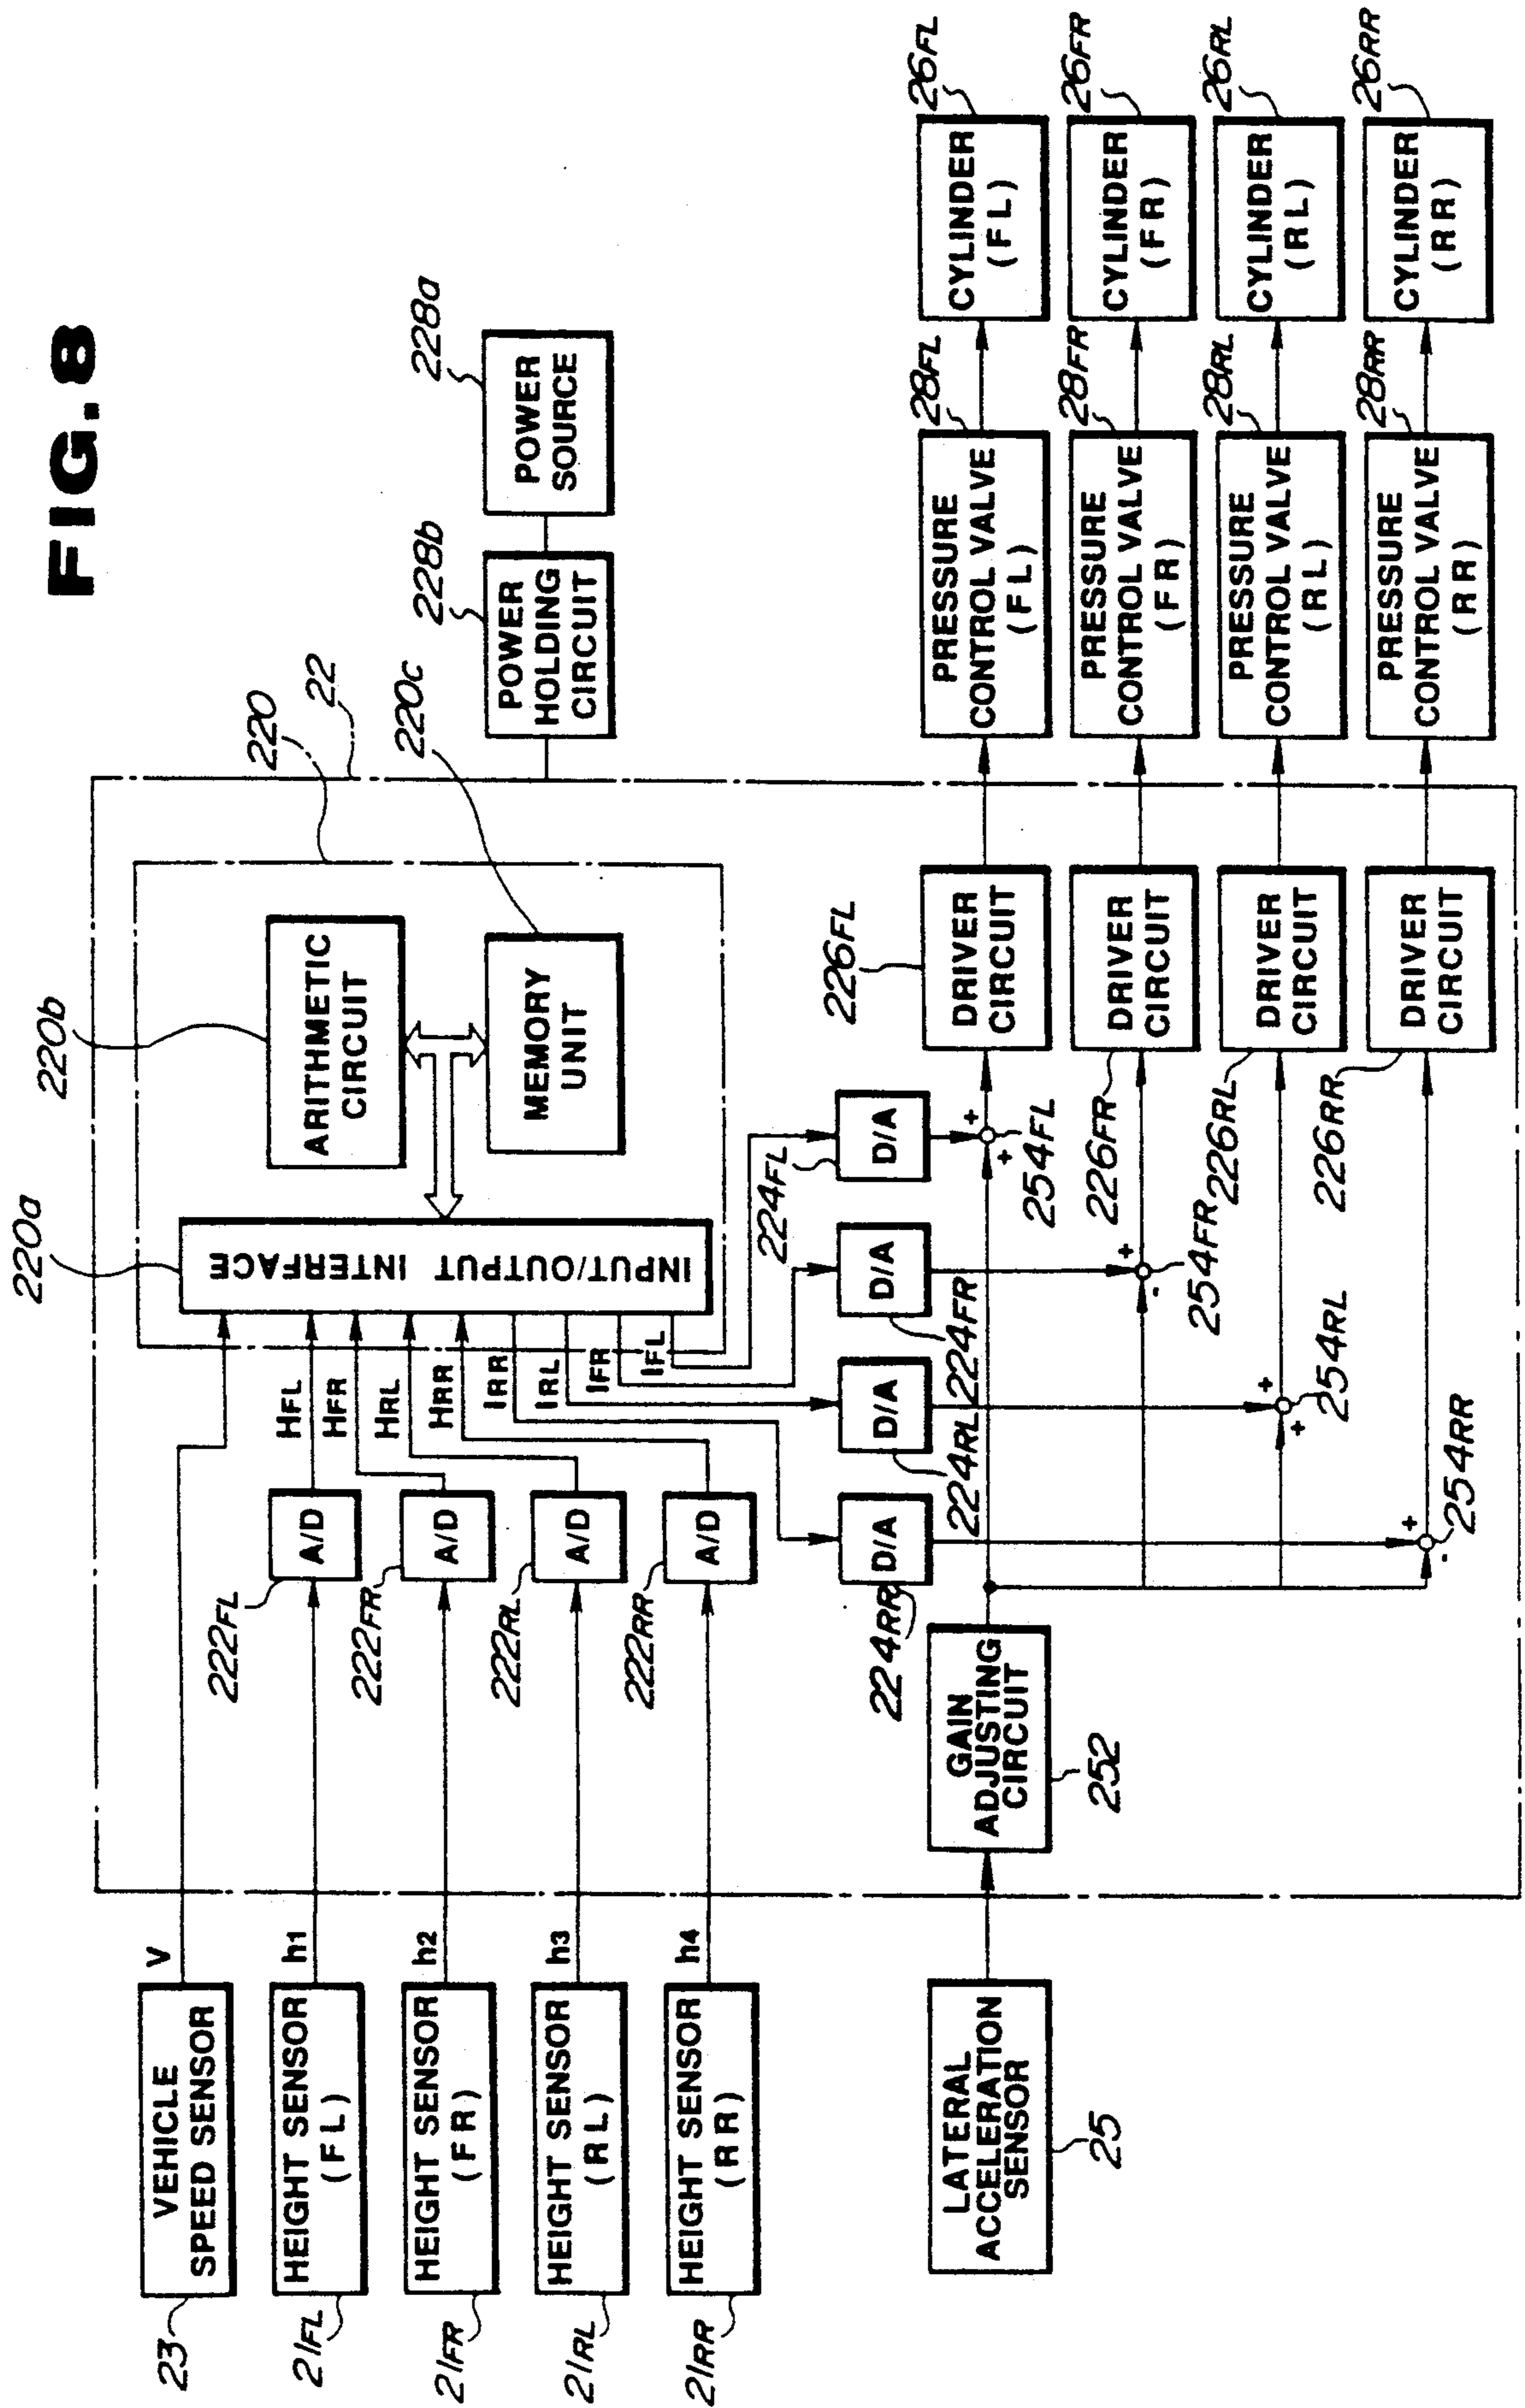 FIG.8
23
VEHICLE
SPEED SENSOR
V
21FL
HEIGHT SENSOR
(FL)
h1
21FR
HEIGHT SENSOR
(FR)
h2
21RL
HEIGHT SENSOR
(RL)
h3
21RR
HEIGHT SENSOR
(RR)
h4
LATERAL
ACCELERATION
SENSOR
25
222FL
A/D
222FR
A/D
222RL
A/D
222RR
A/D
HFL
HFR
HRL
HRR
IRR
IRL
IFR
IFL
220a
INPUT/OUTPUT INTERFACE
220b
ARITHMETIC
CIRCUIT
MEMORY
UNIT
220c
220
22
228b
POWER
HOLDING
CIRCUIT
228a
POWER
SOURCE
GAIN
ADJUSTING
CIRCUIT
252
224RR
D/A
224RL
D/A
224FR
D/A
224FL
D/A
+
+
254FL
+
-
254FR
+
+
254RL
+
-
254RR
226FL
DRIVER
CIRCUIT
226FR
DRIVER
CIRCUIT
226RL
DRIVER
CIRCUIT
226RR
DRIVER
CIRCUIT
28FL
PRESSURE
CONTROL VALVE
(FL)
28FR
PRESSURE
CONTROL VALVE
(FR)
28RL
PRESSURE
CONTROL VALVE
(RL)
28RR
PRESSURE
CONTROL VALVE
(RR)
26FL
CYLINDER
(FL)
26FR
CYLINDER
(FR)
26RL
CYLINDER
(RL)
26RR
CYLINDER
(RR)